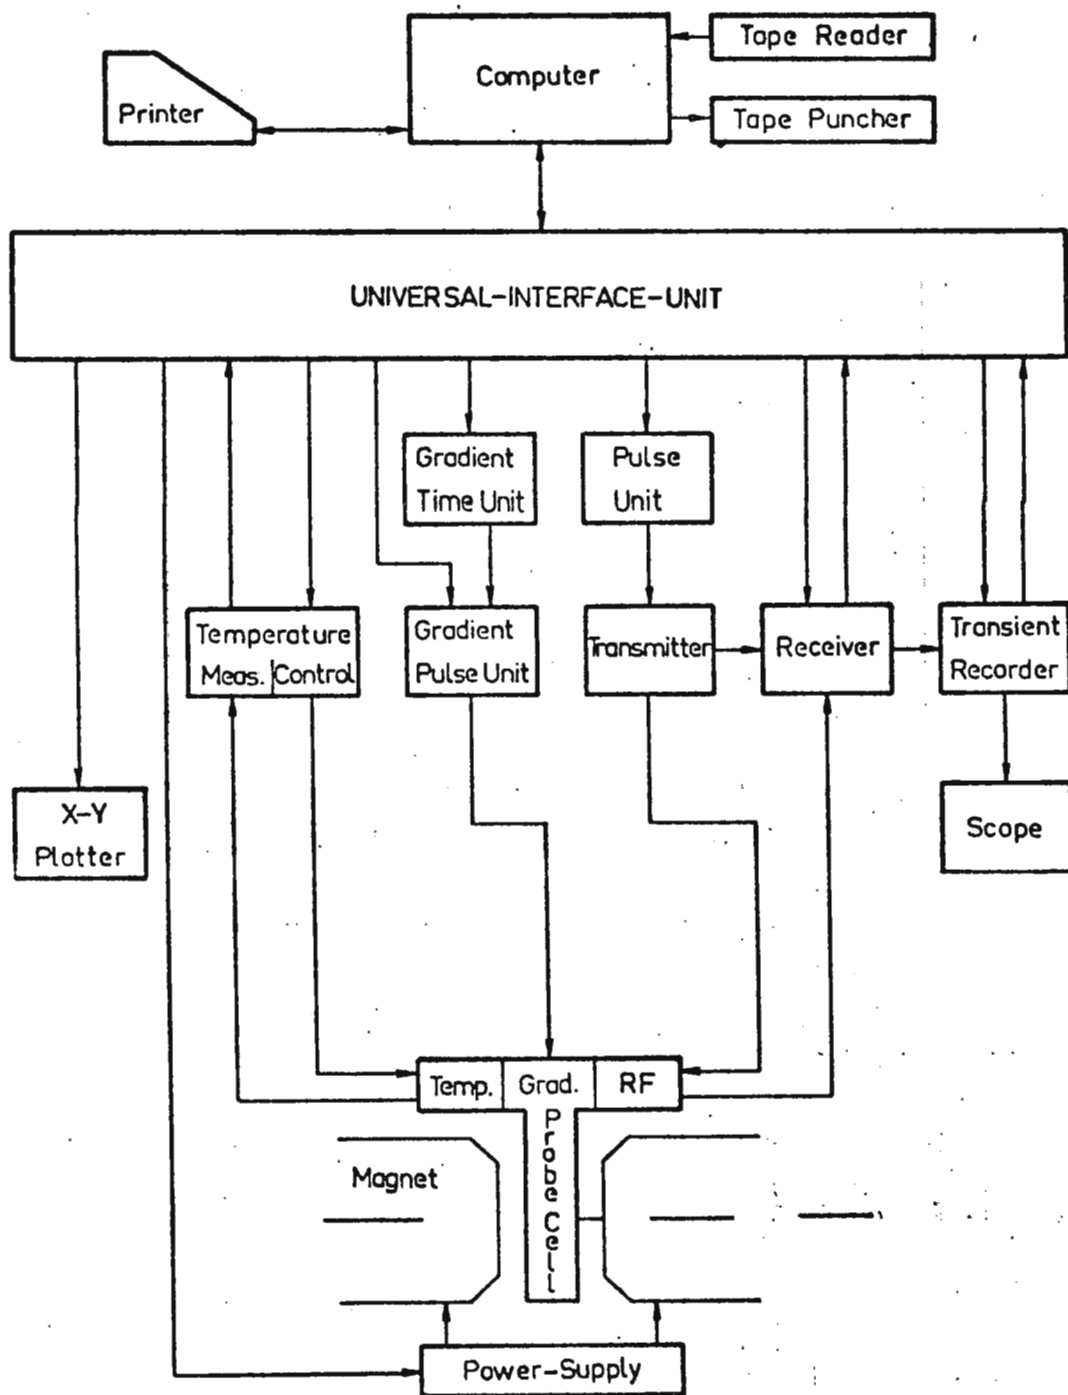 Tape Reader
Computer
Printer
Tape Puncher
UNIVERSAL-INTERFACE-UNIT
Gradient
Time Unit
Pulse
Unit
Temperature
Meas. Control
Gradient
Pulse Unit
Transmitter
Receiver
Transient
Recorder
X-Y
Plotter
Scope
Temp. Grad. RF
Probe Cell
Magnet
Power-Supply